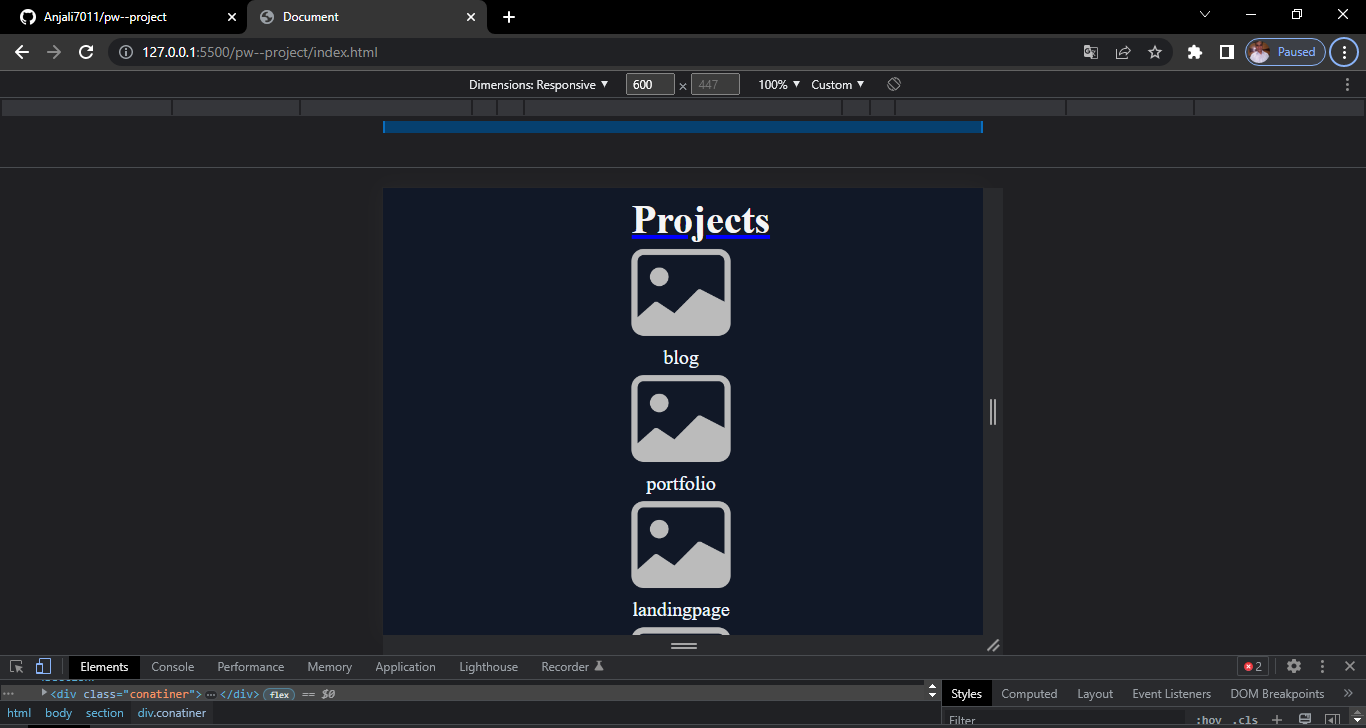 Anjali7011/pw--project
Document
127.0.0.1:5500/pw--project/index.html
Paused
Dimensions: Responsive 600 × 447 100% Custom
Projects
blog
portfolio
landingpage
Elements Console Performance Memory Application Lighthouse Recorder 2
<div class="conatiner"> … </div> flex == $0
html body section div.conatiner
Styles Computed Layout Event Listeners DOM Breakpoints
Filter :hov .cls